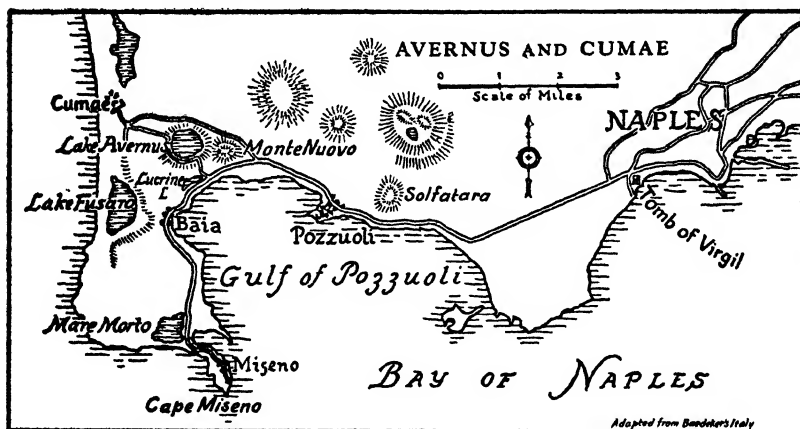 AVERNUS AND CUMAE
0 1 2 3
Scale of Miles
Cumae
NAPLES
Lake Avernus
Monte Nuovo
Lucrine
L
Solfatara
Lake Fusaro
Baia
Pozzuoli
Tomb of Virgil
Gulf of Pozzuoli
Mare Morto
Miseno
BAY OF NAPLES
Cape Miseno
Adapted from Baedeker's Italy